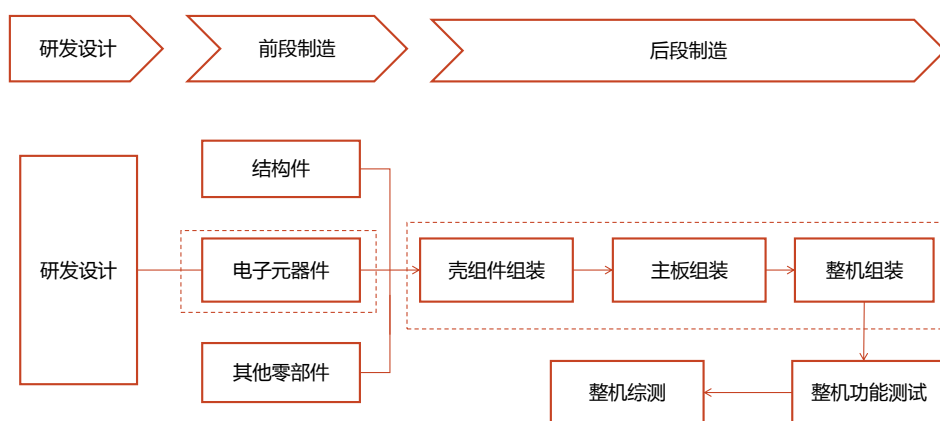 研发设计
前段制造
后段制造
结构件
研发设计
电子元器件
壳组件组装
主板组装
整机组装
其他零部件
整机综测
整机功能测试